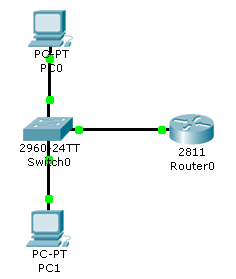 PC-PT
PC0
2960-24TT
Switch0
2811
Router0
PC-PT
PC1